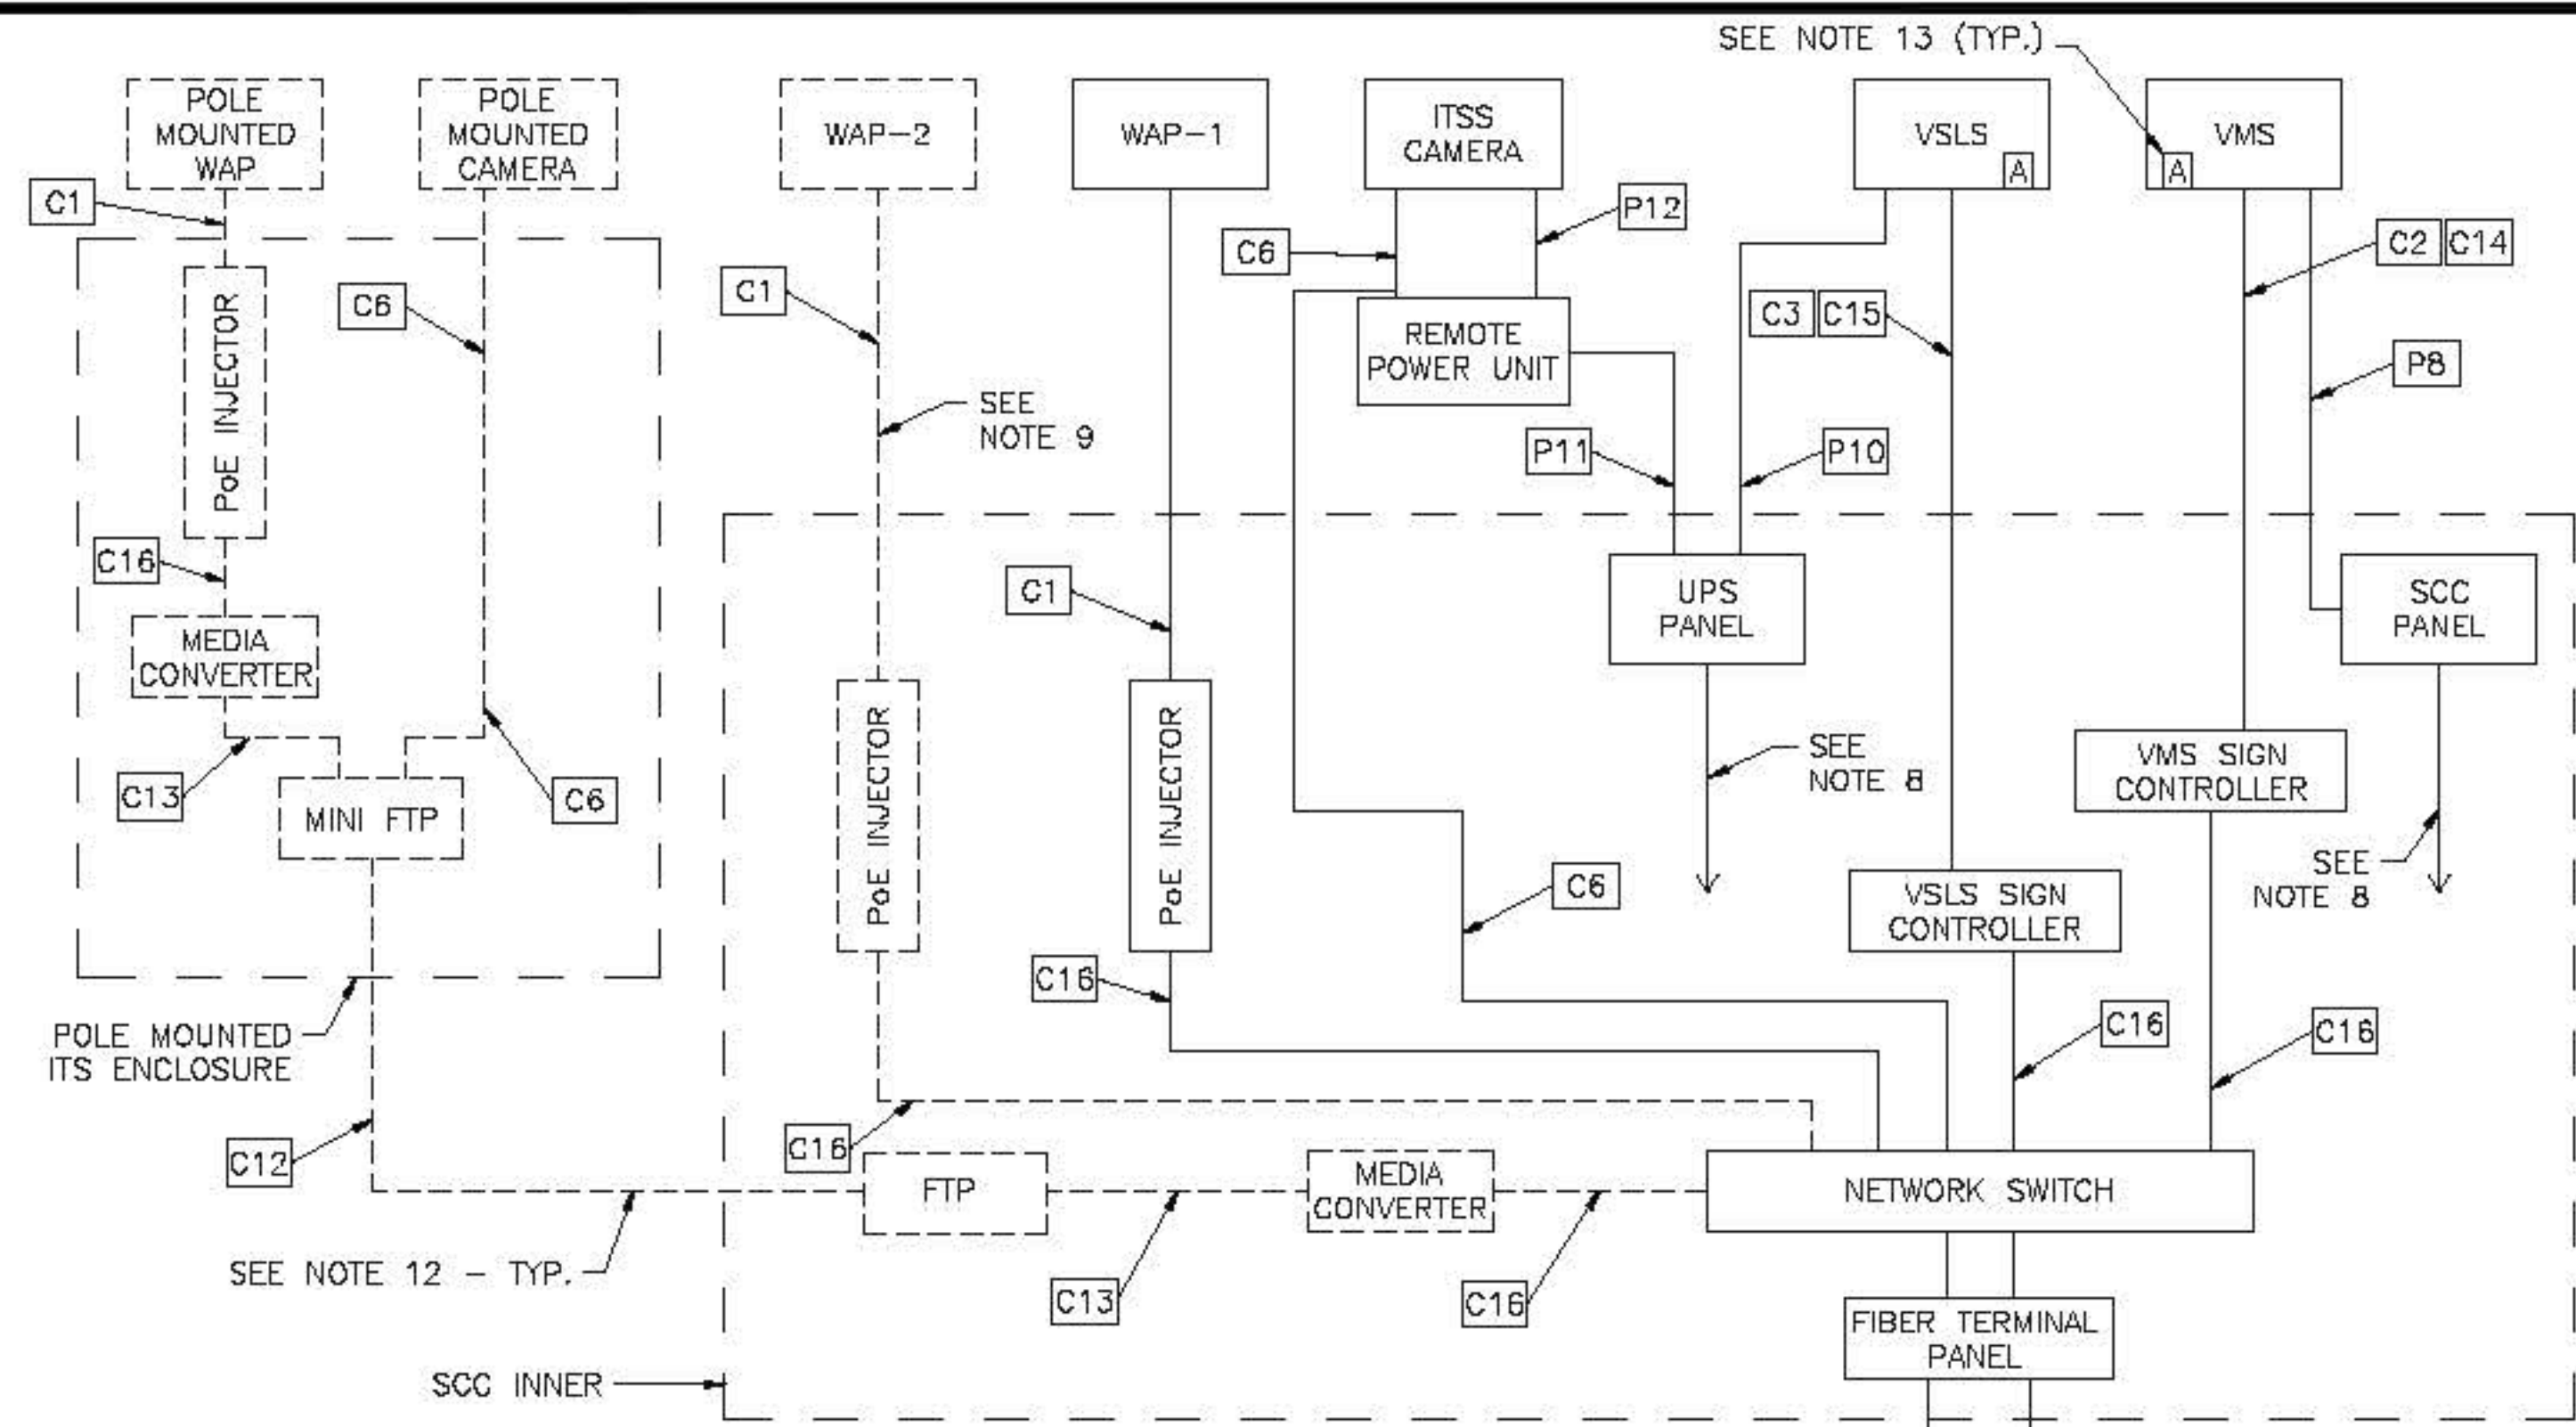 SEE NOTE 13 (TYP.)
POLE
MOUNTED
WAP
POLE
MOUNTED
CAMERA
WAP-2
WAP-1
ITSS
CAMERA
VSLS
A
VMS
A
C1
C6
P12
C2 C14
C6
C1
C3 C15
REMOTE
POWER UNIT
P8
PoE INJECTOR
SEE
NOTE 9
P11
P10
C16
C1
UPS
PANEL
SCC
PANEL
MEDIA
CONVERTER
C13
C6
MINI FTP
PoE INJECTOR
PoE INJECTOR
SEE
NOTE 8
VMS SIGN
CONTROLLER
SEE
NOTE 8
C6
VSLS SIGN
CONTROLLER
C16
POLE MOUNTED
ITS ENCLOSURE
C16
C16
C12
C16
FTP
MEDIA
CONVERTER
NETWORK SWITCH
SEE NOTE 12 - TYP.
C13
C16
FIBER TERMINAL
PANEL
SCC INNER